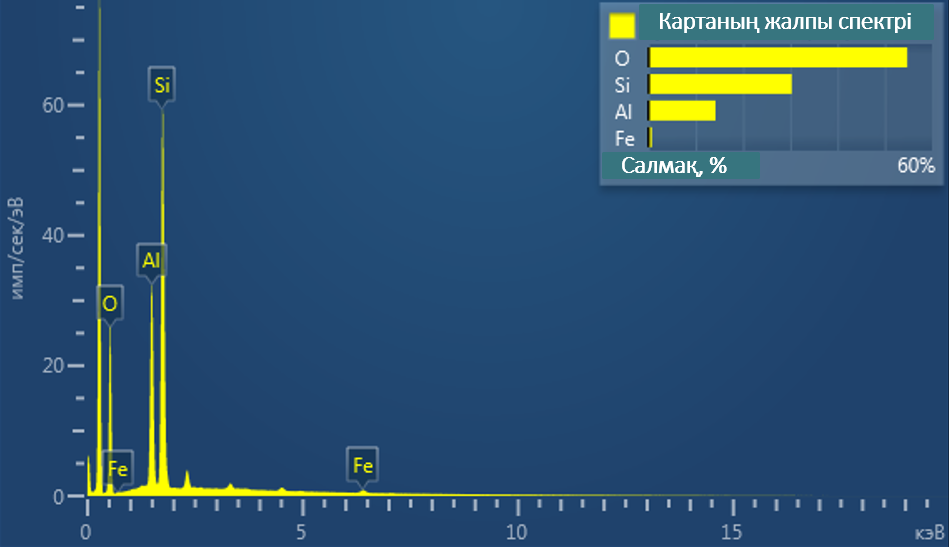 Картаның жалпы спектрі
O
Si
Al
Fe
Салмақ, %
60%
имп/сек/эВ
60
40
20
0
Si
Al
O
Fe
Fe
0
5
10
15
кэВ